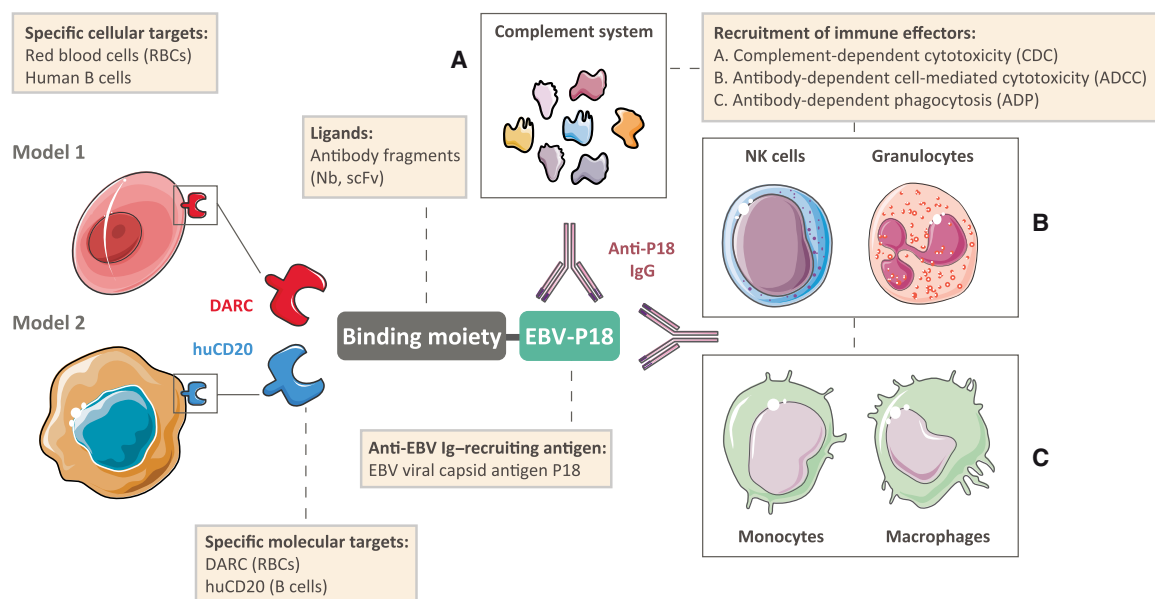 Specific cellular targets:
Red blood cells (RBCs)
Human B cells
Model 1
DARC
Model 2
huCD20
Ligands:
Antibody fragments
(Nb, scFv)
Binding moiety
EBV-P18
Anti-P18
IgG
Anti-EBV Ig–recruiting antigen:
EBV viral capsid antigen P18
Specific molecular targets:
DARC (RBCs)
huCD20 (B cells)
A
Complement system
Recruitment of immune effectors:
A. Complement-dependent cytotoxicity (CDC)
B. Antibody-dependent cell-mediated cytotoxicity (ADCC)
C. Antibody-dependent phagocytosis (ADP)
NK cells
Granulocytes
B
C
Monocytes
Macrophages